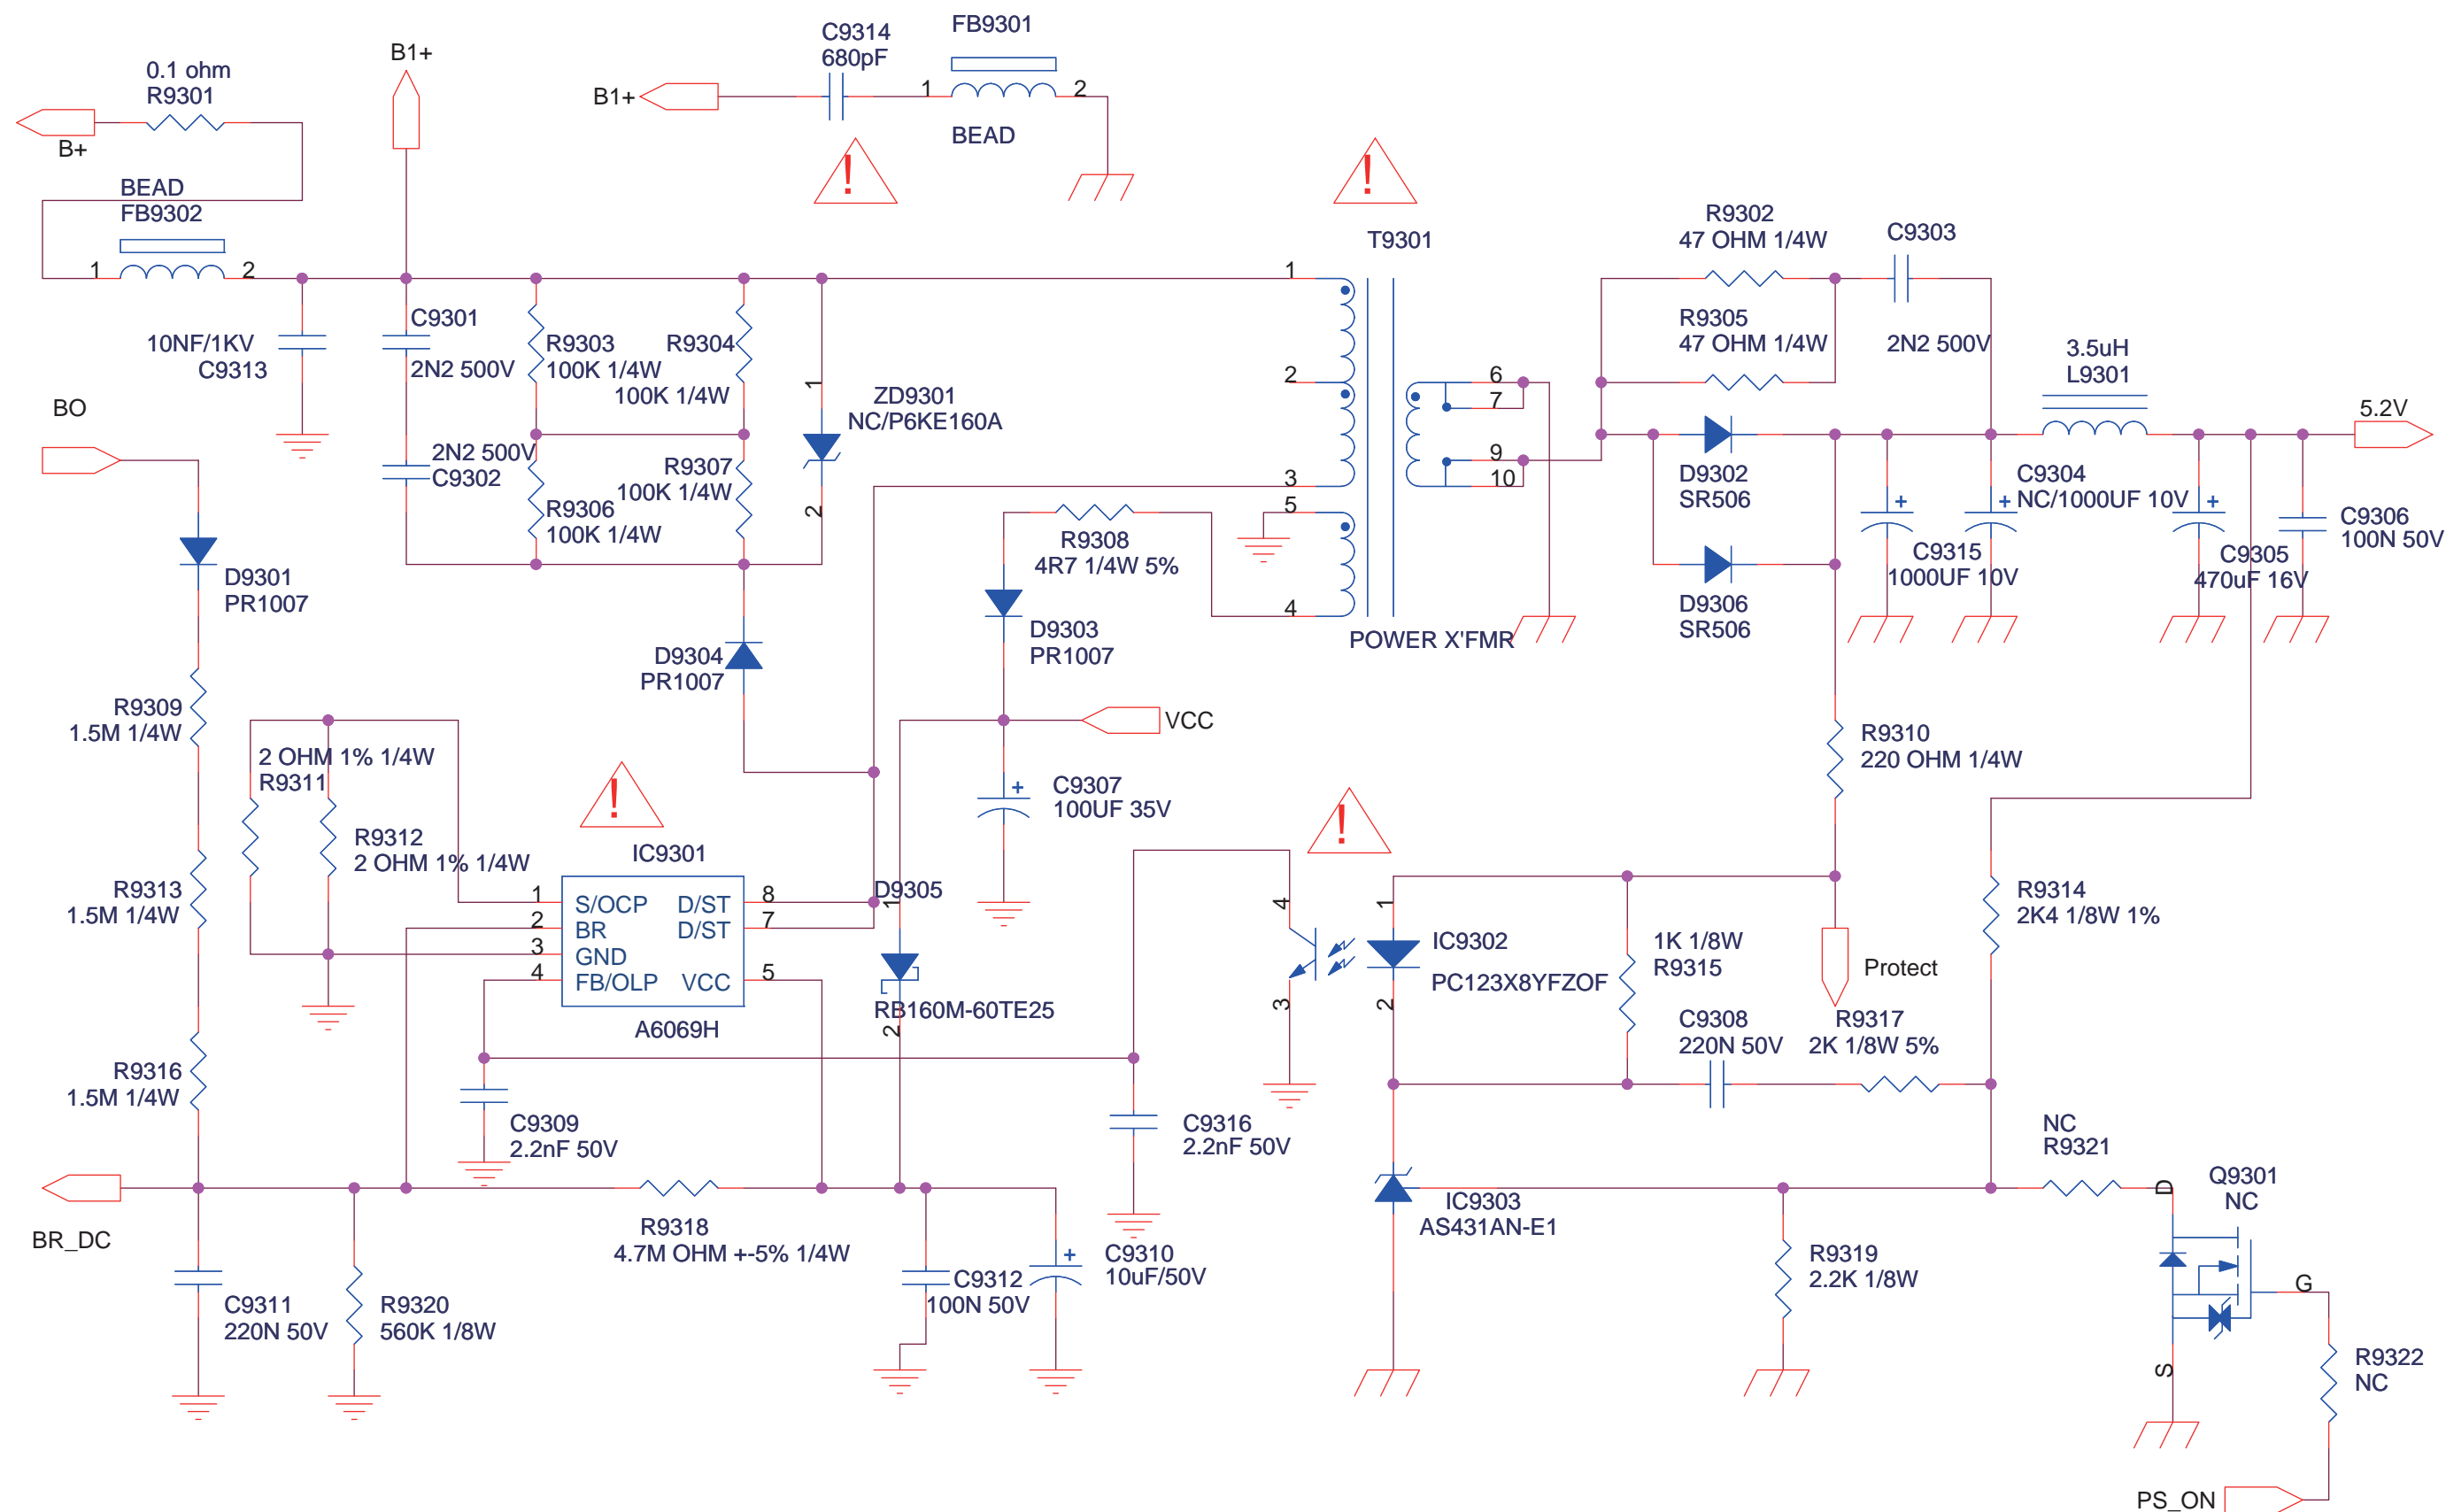 C9314
680pF
FB9301
B1+
0.1 ohm
R9301
B1+
1
2
BEAD
B+
!
!
BEAD
FB9302
R9302
47 OHM 1/4W
C9303
T9301
1
2
1
C9301
R9305
47 OHM 1/4W
2N2 500V
10NF/1KV
C9313
R9303
100K 1/4W
R9304
100K 1/4W
3.5uH
L9301
2N2 500V
2
6
7
1
ZD9301
NC/P6KE160A
BO
5.2V
2N2 500V
C9302
R9307
100K 1/4W
9
10
3
D9302
SR506
C9304
NC/1000UF 10V
+
+
+
R9306
100K 1/4W
2
5
C9306
100N 50V
R9308
4R7 1/4W 5%
C9315
1000UF 10V
C9305
470uF 16V
D9301
PR1007
4
D9306
SR506
D9303
PR1007
POWER X'FMR
D9304
PR1007
R9309
1.5M 1/4W
VCC
R9310
220 OHM 1/4W
2 OHM 1% 1/4W
R9311
!
+
C9307
100UF 35V
!
R9312
2 OHM 1% 1/4W
IC9301
R9313
1.5M 1/4W
D9305
1
1
S/OCP
D/ST
8
2
BR
D/ST
7
3
GND
4
FB/OLP
VCC
5
A6069H
RB160M-60TE25
2
4
1
IC9302
PC123X8YFZOF
3
2
1K 1/8W
R9315
Protect
R9314
2K4 1/8W 1%
C9308
220N 50V
R9317
2K 1/8W 5%
R9316
1.5M 1/4W
C9309
2.2nF 50V
C9316
2.2nF 50V
NC
R9321
D
Q9301
NC
IC9303
AS431AN-E1
BR_DC
R9318
4.7M OHM +-5% 1/4W
+
C9310
10uF/50V
C9312
100N 50V
R9319
2.2K 1/8W
G
C9311
220N 50V
R9320
560K 1/8W
S
R9322
NC
PS_ON